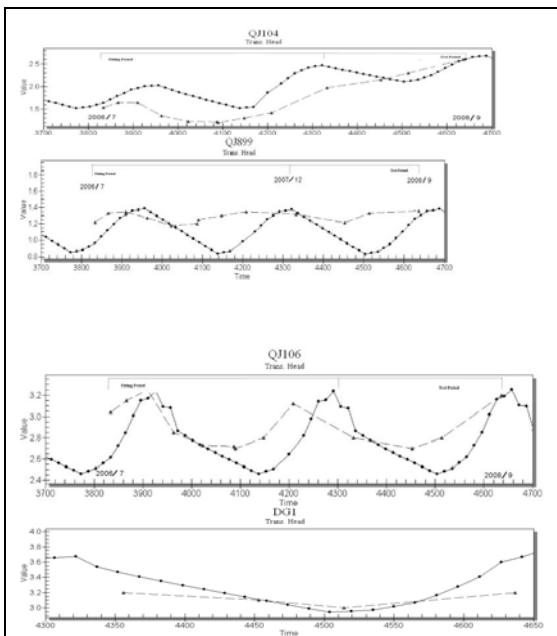 QJ104
Trans. Head
Value
2.5
2.0
1.5
Fitting Period
Test Period
2006/7
2008/9
3700 3800 3900 4000 4100 4200 4300 4400 4500 4600 4700
QJ899
Trans. Head
Value
1.8
1.6
1.4
1.2
1.0
0.8
Fitting Period
Test Period
2006/7
2007/12
2008/9
3700 3800 3900 4000 4100 4200 4300 4400 4500 4600 4700
Time
QJ106
Trans. Head
Value
3.2
3.0
2.8
2.6
2.4
Fitting Period
Test Period
2006/7
2008/9
3700 3800 3900 4000 4100 4200 4300 4400 4500 4600 4700
Time
DG1
Trans. Head
Value
4.0
3.8
3.6
3.4
3.2
3.0
4300 4350 4400 4450 4500 4550 4600 4650
Time